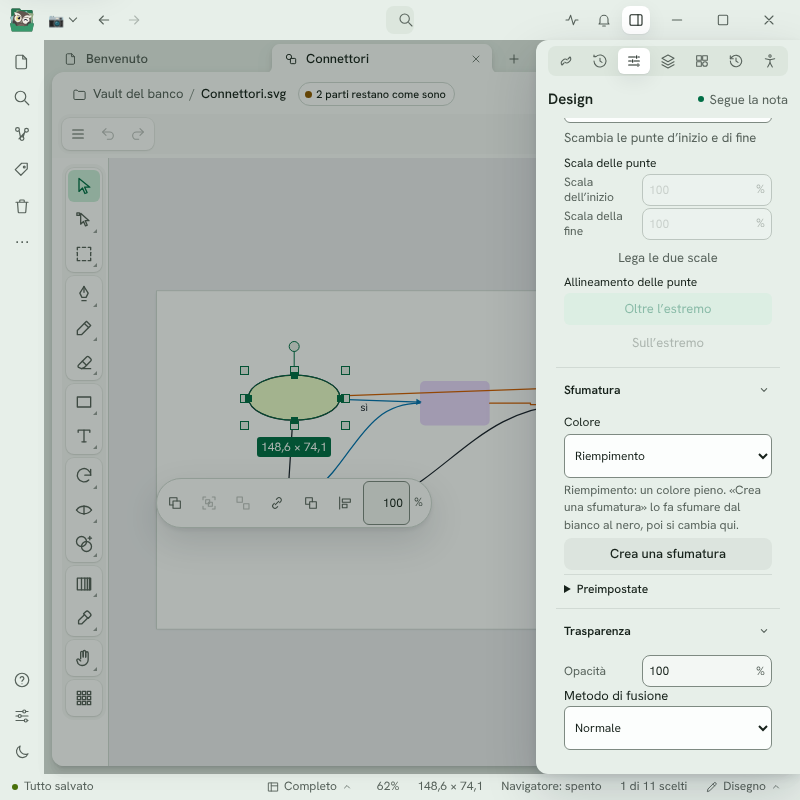 Benvenuto
Connettori
Vault del banco / Connettori.svg
2 parti restano come sono
Design
Segue la nota
Scambia le punte d’inizio e di fine
Scala delle punte
Scala dell’inizio
100 %
Scala della fine
100 %
Lega le due scale
Allineamento delle punte
Oltre l’estremo
Sull’estremo
Sfumatura
Colore
Riempimento
Riempimento: un colore pieno. «Crea
una sfumatura» lo fa sfumare dal
bianco al nero, poi si cambia qui.
Crea una sfumatura
Preimpostate
Trasparenza
Opacità
100 %
Metodo di fusione
Normale
sì
148,6 × 74,1
100 %
Tutto salvato
Completo
62%
148,6 × 74,1
Navigatore: spento
1 di 11 scelti
Disegno